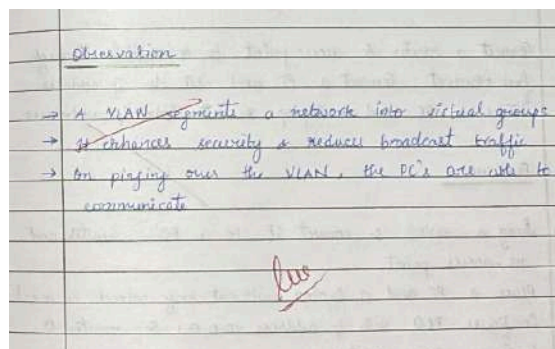 Observation
→ A VLAN segments a network into virtual groups
→ It enhances security & reduces broadcast traffic
→ On pinging over the VLAN, the PC's are able to
communicate